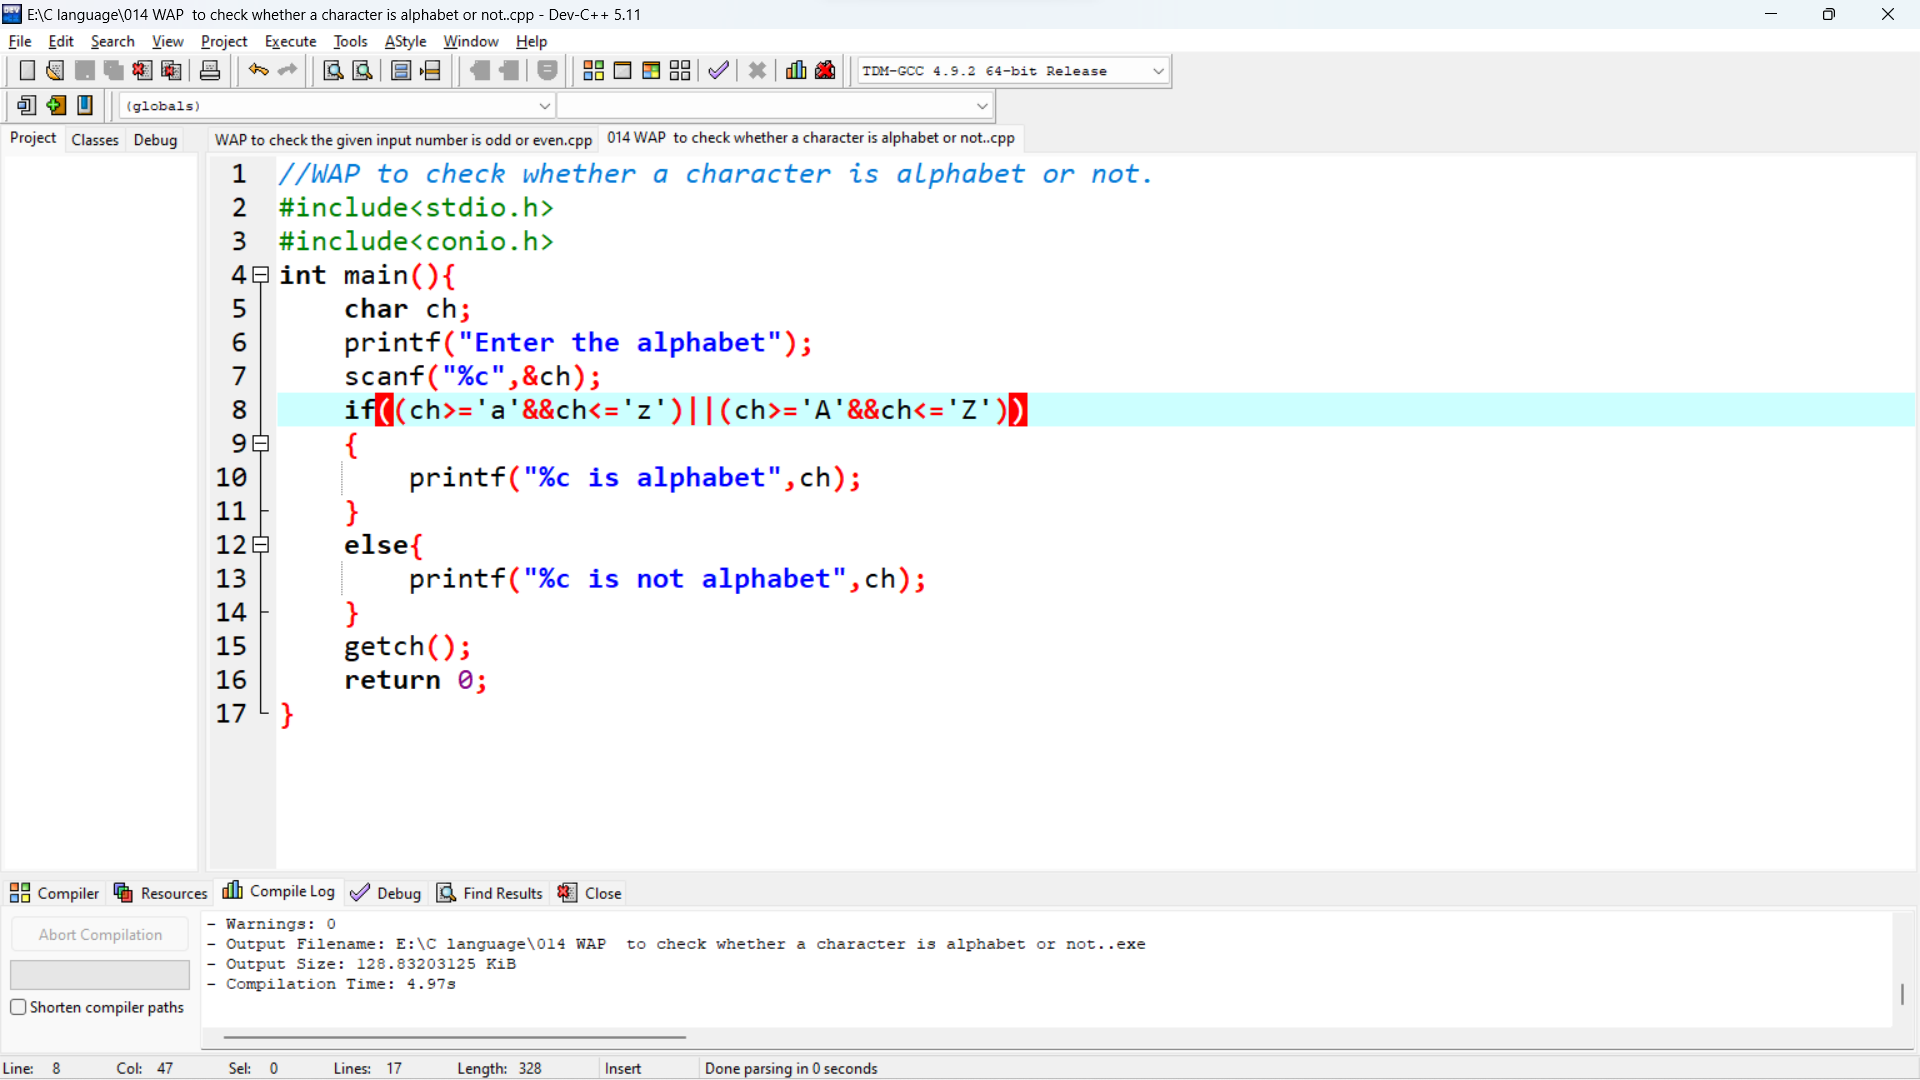 E:\C language\014 WAP  to check whether a character is alphabet or not..cpp - Dev-C++ 5.11
File Edit Search View Project Execute Tools AStyle Window Help
TDM-GCC 4.9.2 64-bit Release
(globals)
Project Classes Debug
WAP to check the given input number is odd or even.cpp 014 WAP  to check whether a character is alphabet or not..cpp
1 //WAP to check whether a character is alphabet or not.
2 #include<stdio.h>
3 #include<conio.h>
4 int main(){
5     char ch;
6     printf("Enter the alphabet");
7     scanf("%c",&ch);
8     if((ch>='a'&&ch<='z')||(ch>='A'&&ch<='Z'))
9     {
10         printf("%c is alphabet",ch);
11     }
12     else{
13         printf("%c is not alphabet",ch);
14     }
15     getch();
16     return 0;
17 }
Compiler Resources Compile Log Debug Find Results Close
Abort Compilation
Shorten compiler paths
- Warnings: 0
- Output Filename: E:\C language\014 WAP  to check whether a character is alphabet or not..exe
- Output Size: 128.83203125 KiB
- Compilation Time: 4.97s
Line: 8 Col: 47 Sel: 0 Lines: 17 Length: 328 Insert Done parsing in 0 seconds